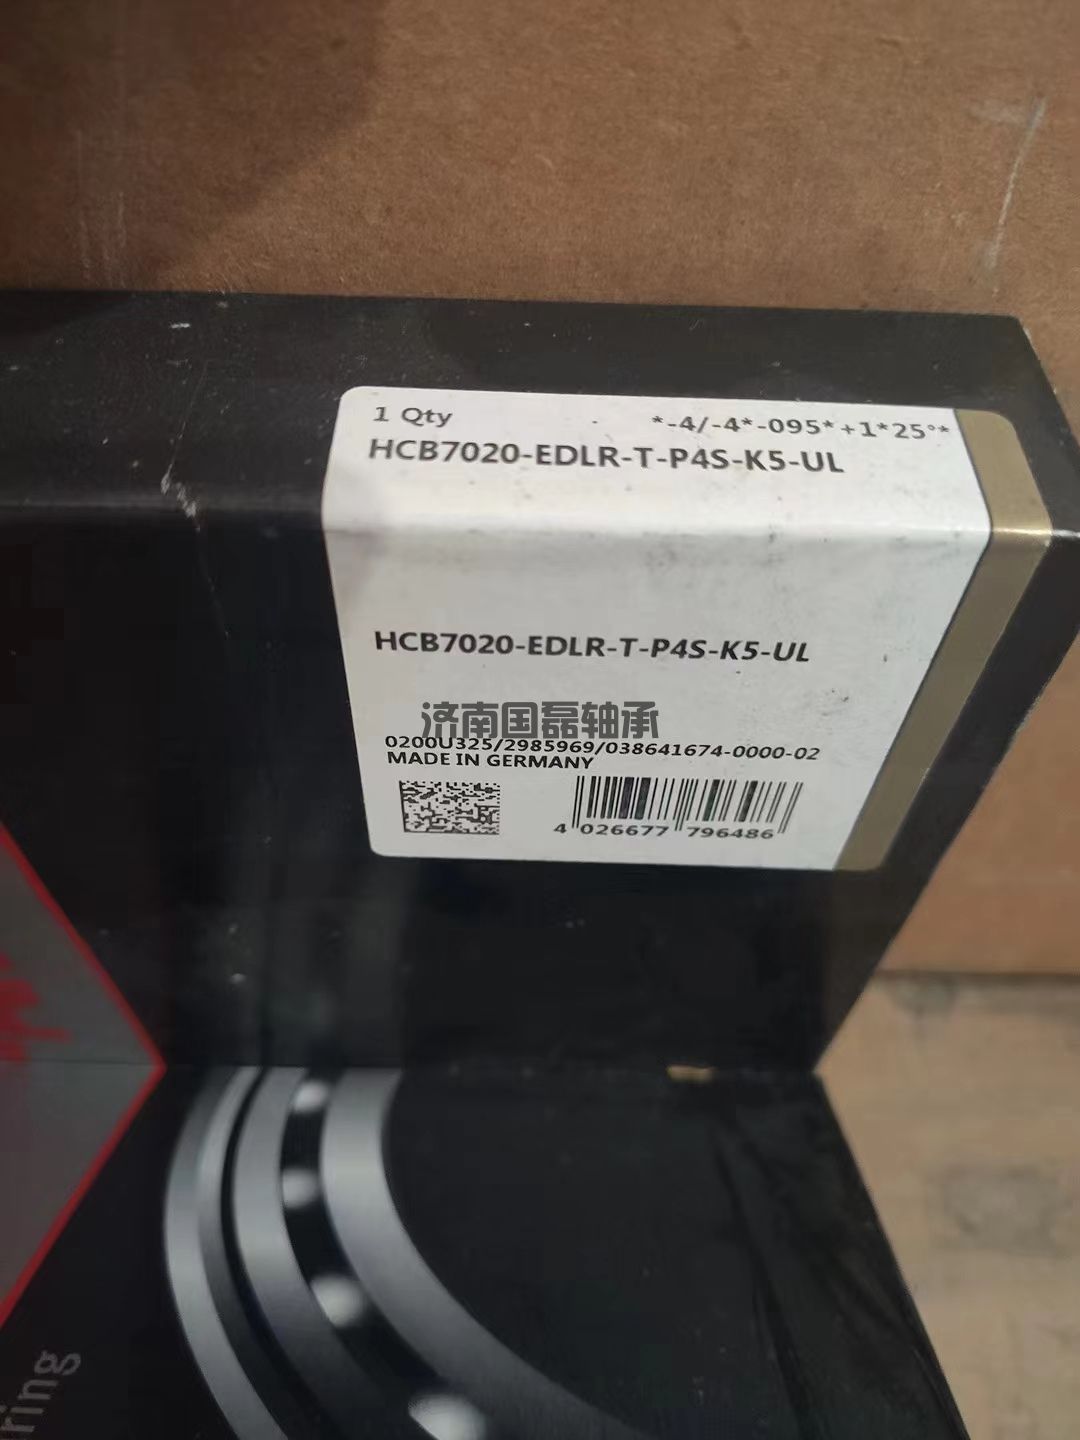 1 Qty
*-4/-4*-095*+1*25°*
HCB7020-EDLR-T-P4S-K5-UL
HCB7020-EDLR-T-P4S-K5-UL
济南国磊轴承
0200U325/2985969/038641674-0000-02
MADE IN GERMANY
4 026677 796486
ring